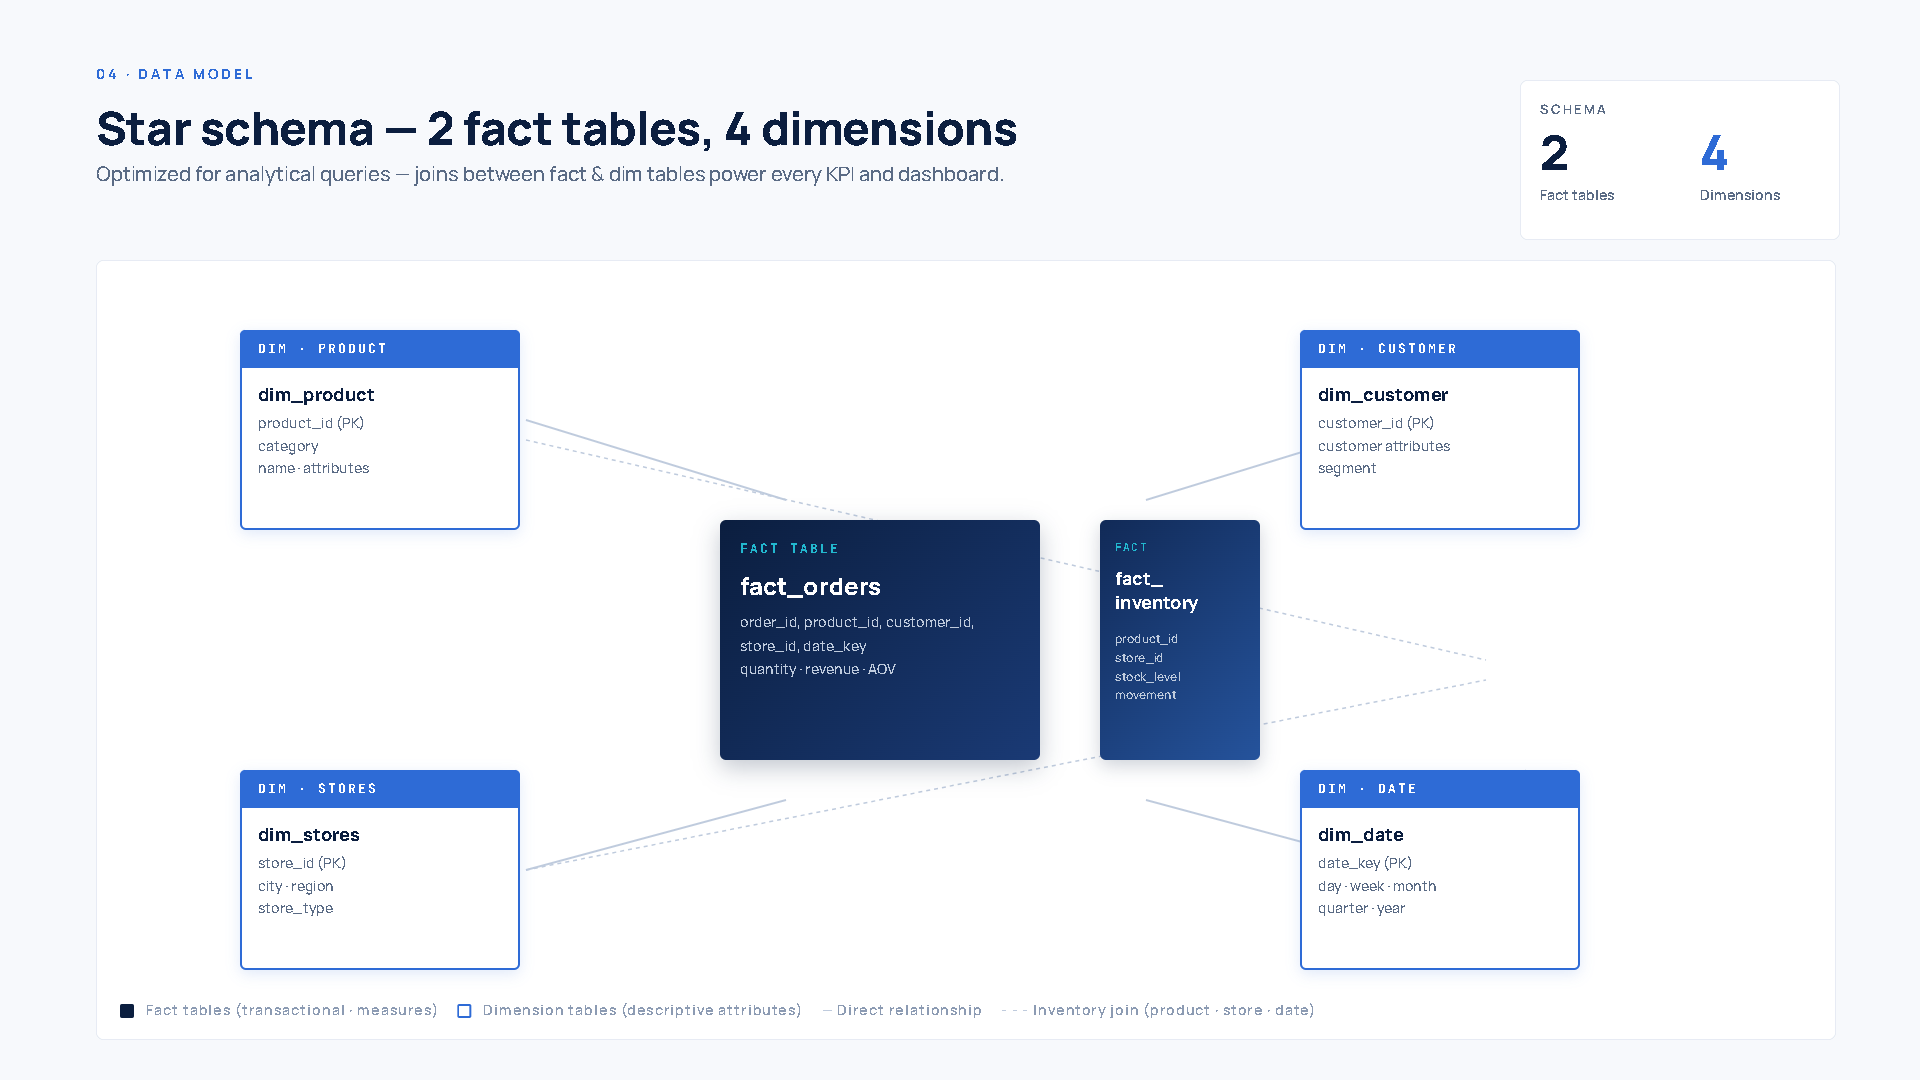 04 · DATA MODEL
Star schema — 2 fact tables, 4 dimensions
Optimized for analytical queries — joins between fact & dim tables power every KPI and dashboard.
SCHEMA
2
Fact tables
4
Dimensions
DIM · PRODUCT
dim_product
product_id (PK)
category
name · attributes
DIM · CUSTOMER
dim_customer
customer_id (PK)
customer attributes
segment
FACT TABLE
fact_orders
order_id, product_id, customer_id,
store_id, date_key
quantity · revenue · AOV
FACT
fact_
inventory
product_id
store_id
stock_level
movement
DIM · STORES
dim_stores
store_id (PK)
city · region
store_type
DIM · DATE
dim_date
date_key (PK)
day · week · month
quarter · year
Fact tables (transactional · measures)
Dimension tables (descriptive attributes)
— Direct relationship
- - - Inventory join (product · store · date)